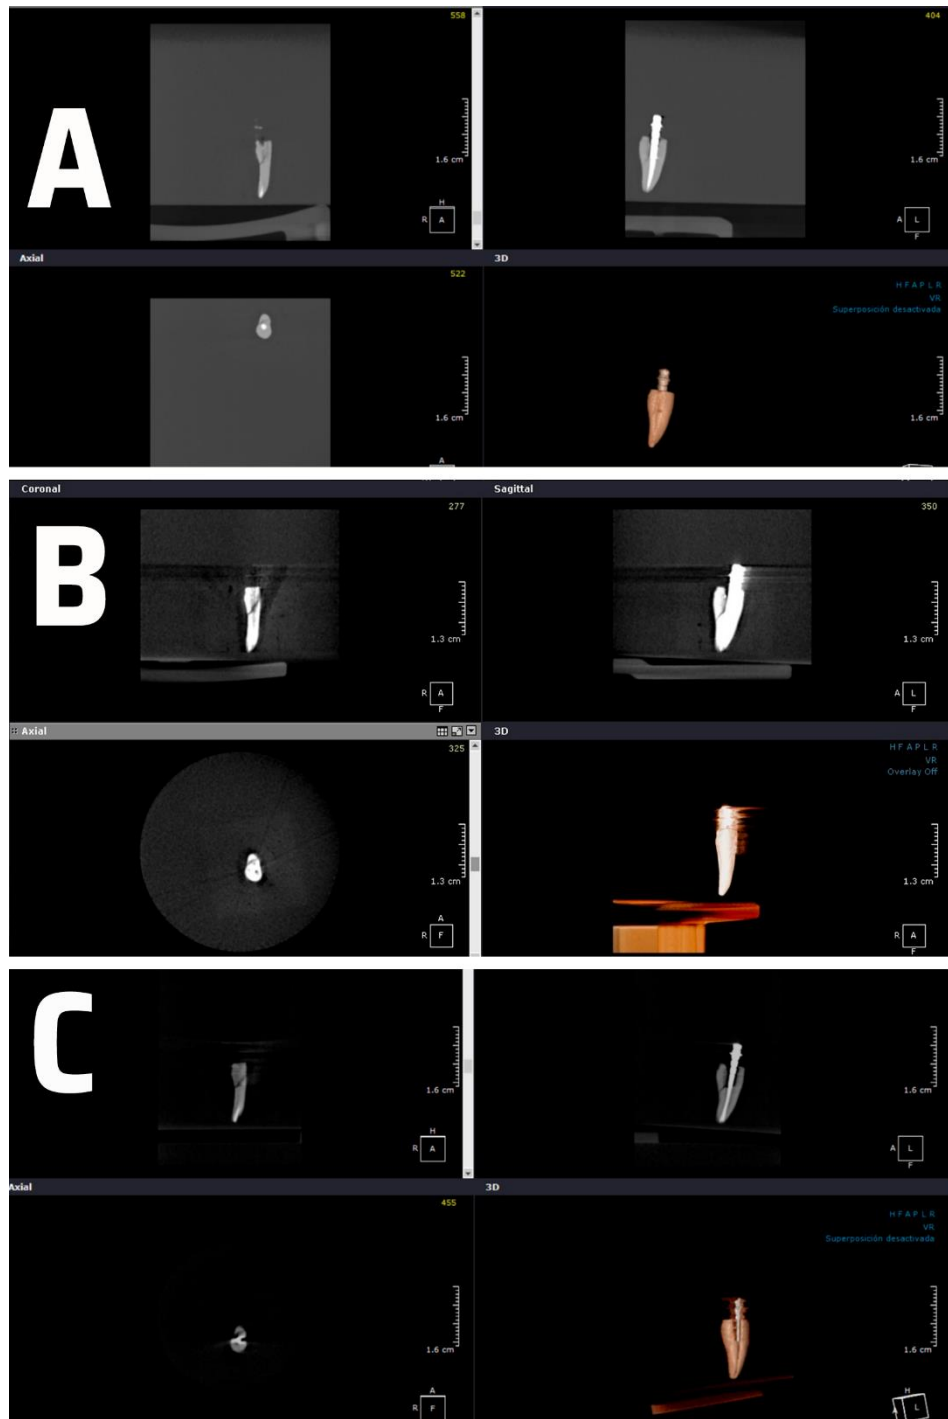 558
404
A
1.6 cm
1.6 cm
H
R A
A L
F
Axial
3D
522
H F A P L R
VR
Superposición desactivada
1.6 cm
1.6 cm
A
Coronal
Sagittal
277
350
B
1.3 cm
1.3 cm
R A
F
A L
F
Axial
3D
325
H F A P L R
VR
Overlay Off
1.3 cm
1.3 cm
A
R F
R A
F
C
1.6 cm
1.6 cm
H
R A
A L
F
Axial
3D
455
H F A P L R
VR
Superposición desactivada
1.6 cm
1.6 cm
A
R F
H
L